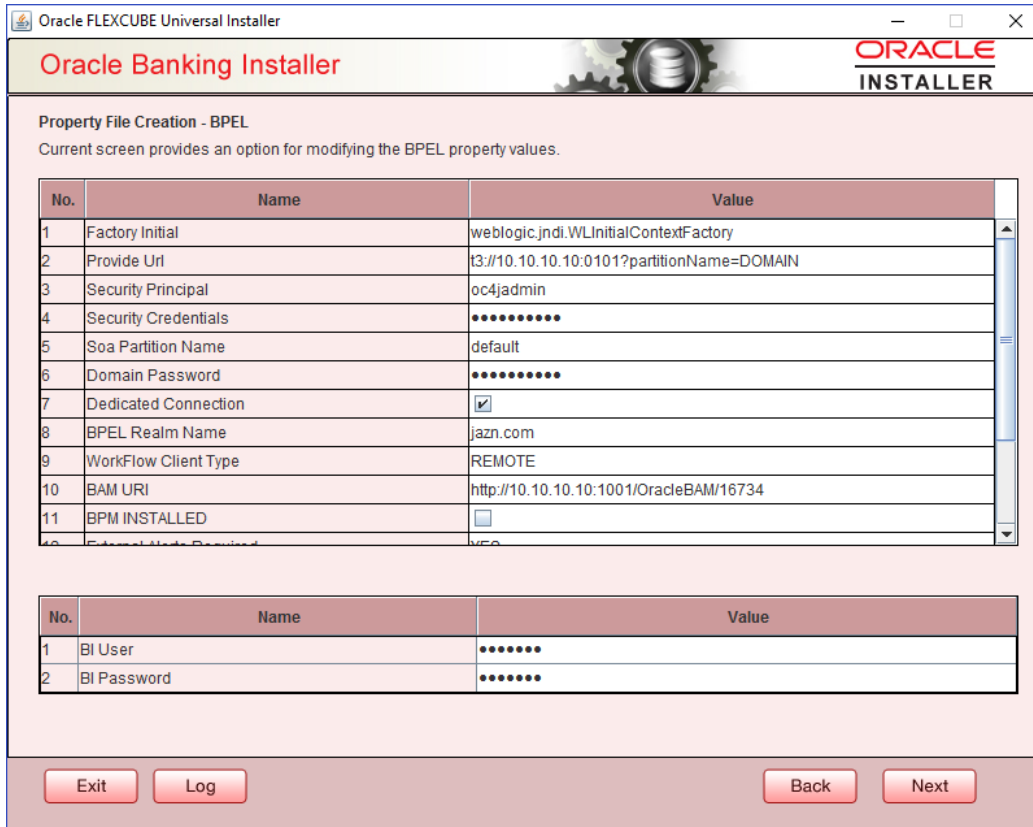 Oracle FLEXCUBE Universal Installer
Oracle Banking Installer
ORACLE
INSTALLER
Property File Creation - BPEL
Current screen provides an option for modifying the BPEL property values.
No. Name Value
1 Factory Initial weblogic.jndi.WLInitialContextFactory
2 Provide Url t3://10.10.10.10:0101?partitionName=DOMAIN
3 Security Principal oc4jadmin
4 Security Credentials ••••••••••
5 Soa Partition Name default
6 Domain Password ••••••••••
7 Dedicated Connection
8 BPEL Realm Name jazn.com
9 WorkFlow Client Type REMOTE
10 BAM URI http://10.10.10.10:1001/OracleBAM/16734
11 BPM INSTALLED
12 External Alerts Required YES
No. Name Value
1 BI User •••••••
2 BI Password •••••••
Exit Log Back Next